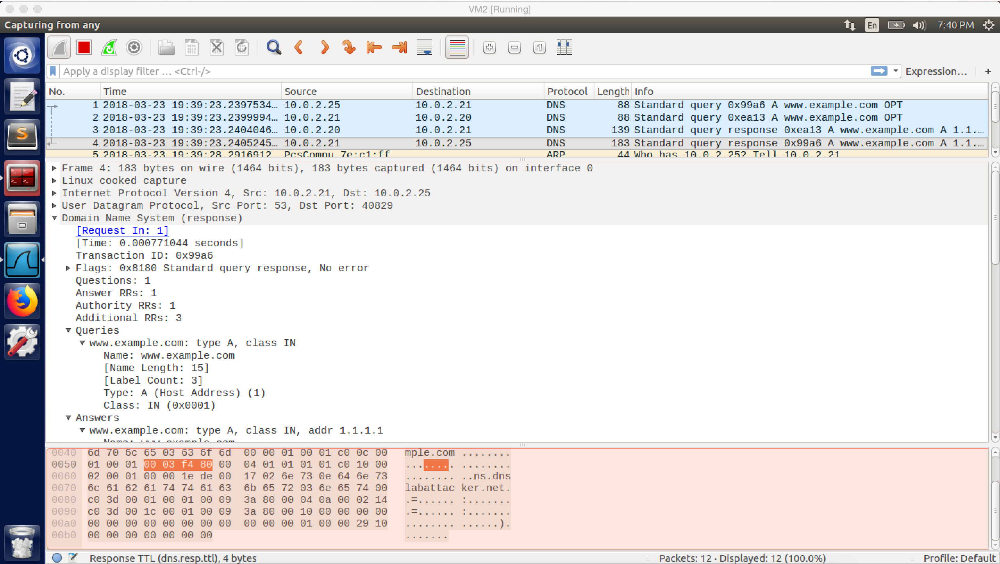 VM2 [Running]
Capturing from any
En
7:40 PM
Apply a display filter … <Ctrl-/>
Expression…
+
No. Time Source Destination Protocol Length Info
1 2018-03-23 19:39:23.2397534… 10.0.2.25 10.0.2.21 DNS 88 Standard query 0x99a6 A www.example.com OPT
2 2018-03-23 19:39:23.2399994… 10.0.2.21 10.0.2.20 DNS 88 Standard query 0xea13 A www.example.com OPT
3 2018-03-23 19:39:23.2404046… 10.0.2.20 10.0.2.21 DNS 139 Standard query response 0xea13 A www.example.com A 1.1.…
4 2018-03-23 19:39:23.2405245… 10.0.2.21 10.0.2.25 DNS 183 Standard query response 0x99a6 A www.example.com A 1.1.…
5 2018-03-23 19:39:28.2916912 PcsCompu_7e:c1:ff ARP 44 Who has 10.0.2.25? Tell 10.0.2.21
Frame 4: 183 bytes on wire (1464 bits), 183 bytes captured (1464 bits) on interface 0
Linux cooked capture
Internet Protocol Version 4, Src: 10.0.2.21, Dst: 10.0.2.25
User Datagram Protocol, Src Port: 53, Dst Port: 40829
Domain Name System (response)
[Request In: 1]
[Time: 0.000771044 seconds]
Transaction ID: 0x99a6
Flags: 0x8180 Standard query response, No error
Questions: 1
Answer RRs: 1
Authority RRs: 1
Additional RRs: 3
Queries
www.example.com: type A, class IN
Name: www.example.com
[Name Length: 15]
[Label Count: 3]
Type: A (Host Address) (1)
Class: IN (0x0001)
Answers
www.example.com: type A, class IN, addr 1.1.1.1
Name: www.example.com
0040 6d 70 6c 65 03 63 6f 6d 00 00 01 00 01 c0 0c 00 mple.com ........
0050 01 00 01 00 03 f4 80 00 04 01 01 01 01 c0 10 00 ........ ........
0060 02 00 01 00 00 1e de 00 17 02 6e 73 0e 64 6e 73 ........ ..ns.dns
0070 6c 61 62 61 74 74 61 63 6b 65 72 03 6e 65 74 00 labattac ker.net.
0080 c0 3d 00 01 00 01 00 09 3a 80 00 04 0a 00 02 14 .=...... :.......
0090 c0 3d 00 1c 00 01 00 09 3a 80 00 10 00 00 00 00 .=...... :.......
00a0 00 00 00 00 00 00 00 00 00 00 00 01 00 00 29 10 ........ ......).
00b0 00 00 00 00 00 00 00 .......
Response TTL (dns.resp.ttl), 4 bytes
Packets: 12 · Displayed: 12 (100.0%)
Profile: Default